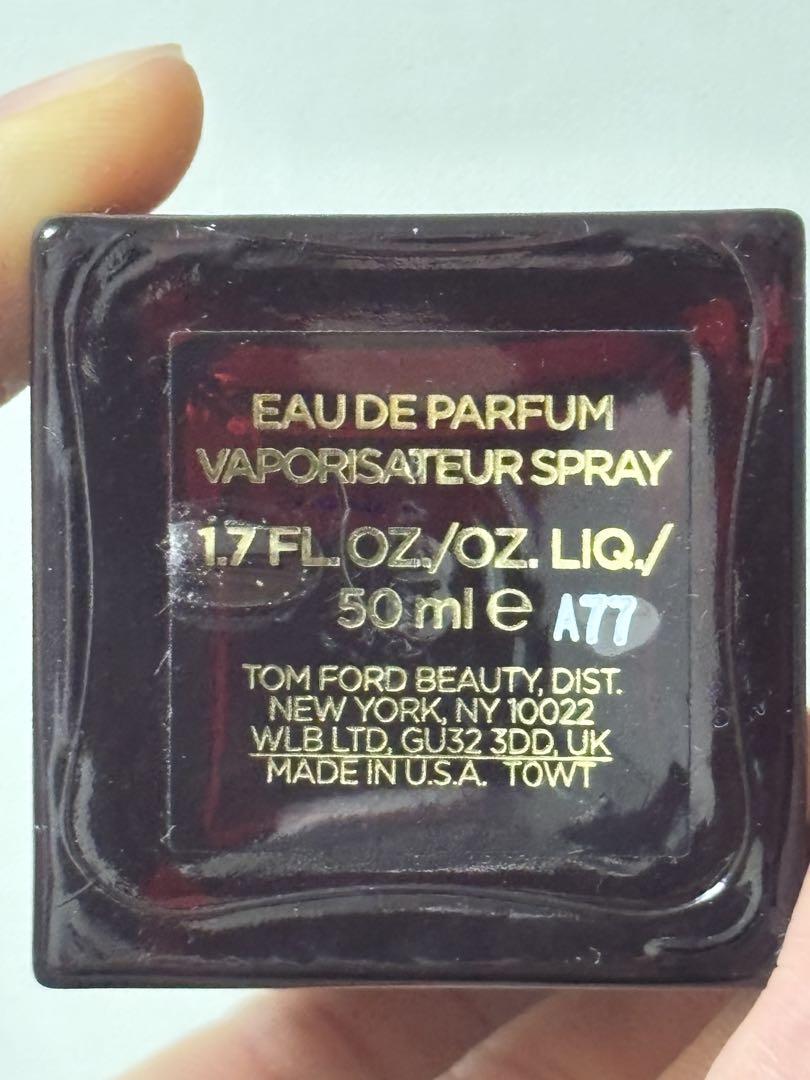 EAU DE PARFUM
VAPORISATEUR SPRAY
1.7 FL. OZ./OZ. LIQ./
50 ml e A77
TOM FORD BEAUTY, DIST.
NEW YORK, NY 10022
WLB LTD, GU32 3DD, UK
MADE IN U.S.A. T0WT